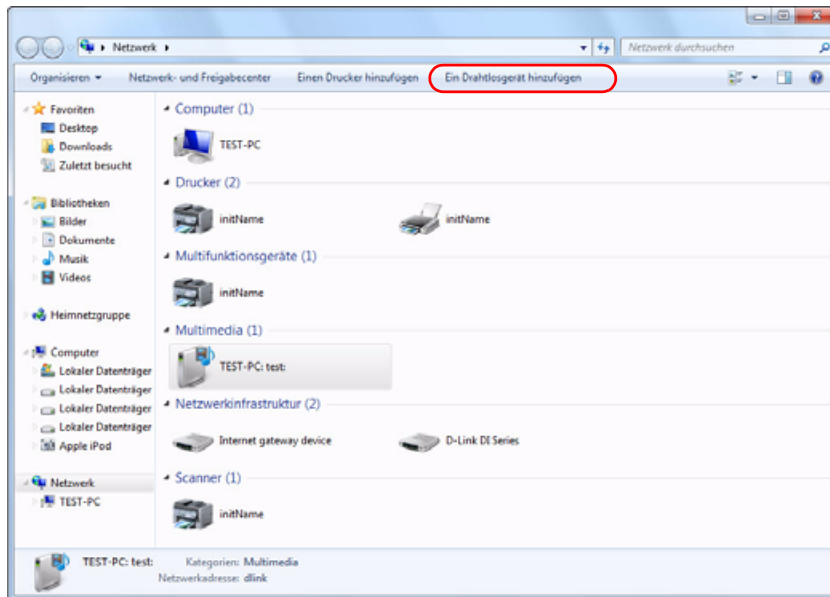 Netzwerk
Netzwerk durchsuchen
Organisieren
Netzwerk- und Freigabecenter
Einen Drucker hinzufügen
Ein Drahtlosgerät hinzufügen
Favoriten
Desktop
Downloads
Zuletzt besucht
Bibliotheken
Bilder
Dokumente
Musik
Videos
Heimnetzgruppe
Computer
Lokaler Datenträger
Lokaler Datenträger
Lokaler Datenträger
Lokaler Datenträger
Apple iPod
Netzwerk
TEST-PC
Computer (1)
TEST-PC
Drucker (2)
initName
initName
Multifunktionsgeräte (1)
initName
Multimedia (1)
TEST-PC: test:
Netzwerkinfrastruktur (2)
Internet gateway device
D-Link DI Series
Scanner (1)
initName
TEST-PC: test:
Kategorien: Multimedia
Netzwerkadresse: dlink